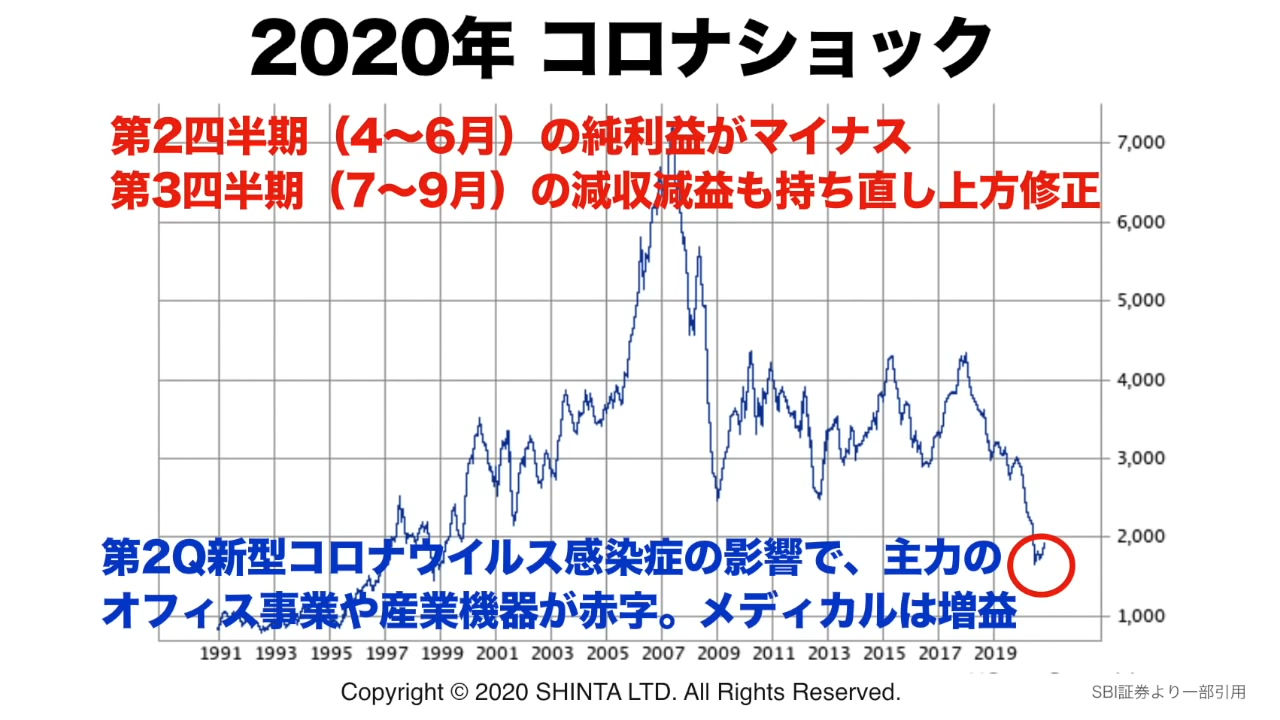 2020年 コロナショック
第2四半期（4〜6月）の純利益がマイナス
第3四半期（7〜9月）の減収減益も持ち直し上方修正
7,000
6,000
5,000
4,000
3,000
2,000
1,000
第2Q新型コロナウイルス感染症の影響で、主力の
オフィス事業や産業機器が赤字。メディカルは増益
1991 1993 1995 1997 1999 2001 2003 2005 2007 2009 2011 2013 2015 2017 2019
Copyright © 2020 SHINTA LTD. All Rights Reserved.
SBI証券より一部引用